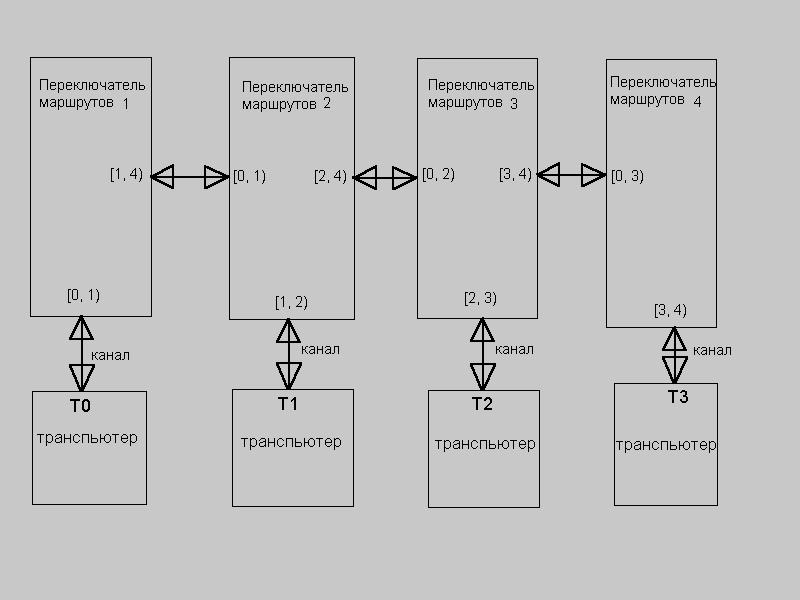 Переключатель
маршрутов 1
Переключатель
маршрутов 2
Переключатель
маршрутов 3
Переключатель
маршрутов 4
[1, 4)
[0, 1)
[2, 4)
[0, 2)
[3, 4)
[0, 3)
[0, 1)
[1, 2)
[2, 3)
[3, 4)
канал
канал
канал
канал
T0
транспьютер
T1
транспьютер
T2
транспьютер
T3
транспьютер